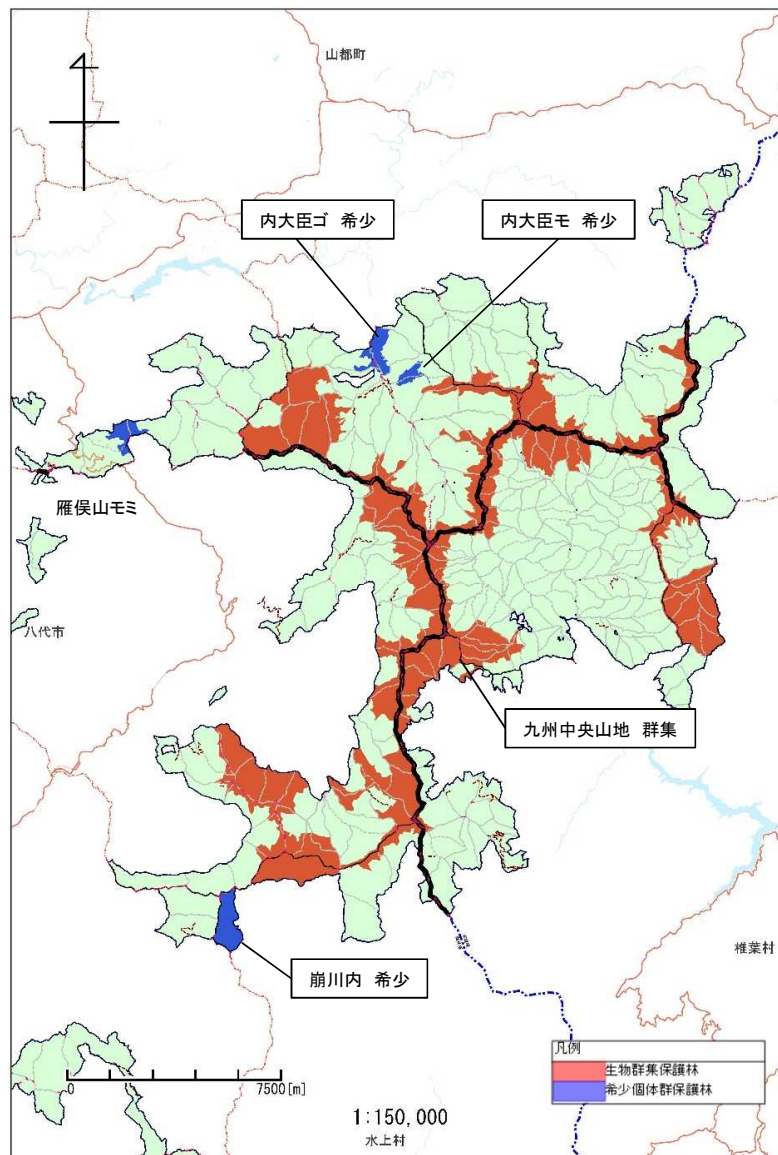 山都町
内大臣ゴ 希少
内大臣モ 希少
雁俣山モミ
八代市
九州中央山地 群集
椎葉村
崩川内 希少
0 7500[m]
1:150,000
水上村
凡例
生物群集保護林
希少個体群保護林